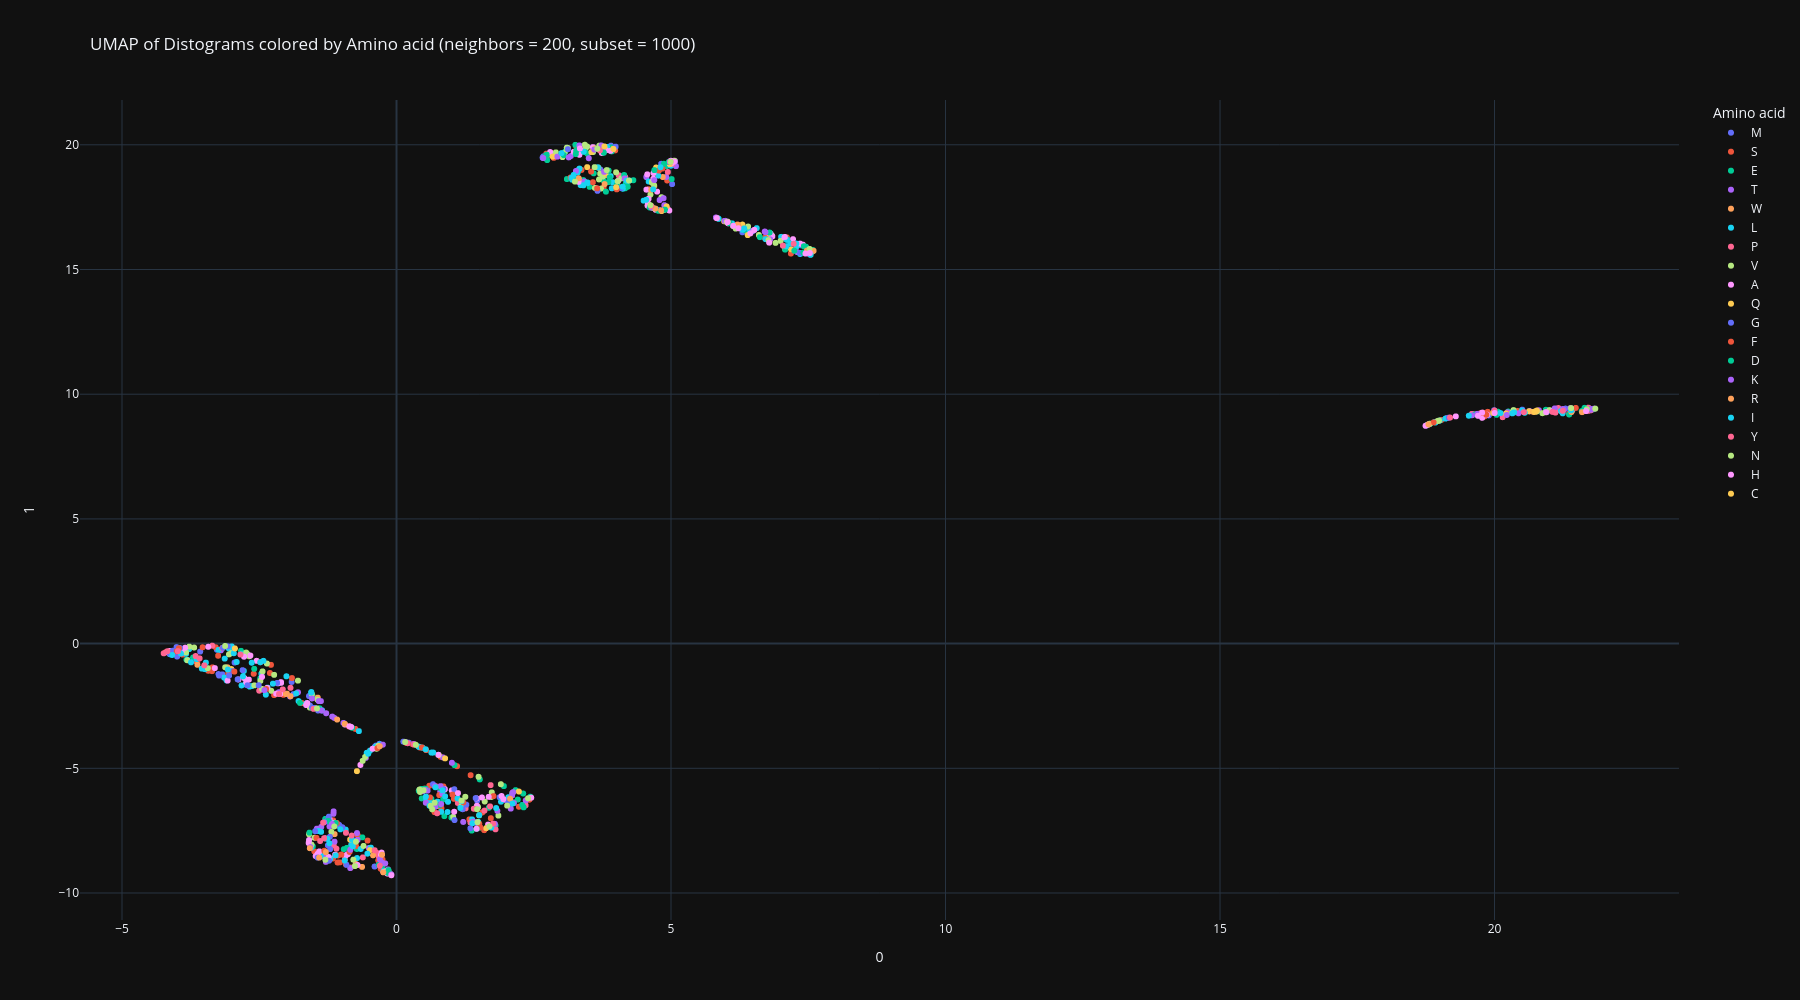 UMAP of Distograms colored by Amino acid (neighbors = 200, subset = 1000)
Amino acid
M
S
E
T
W
L
P
V
A
Q
G
F
D
K
R
I
Y
N
H
C
20
15
10
5
0
−5
−10
1
−5
0
5
10
15
20
0